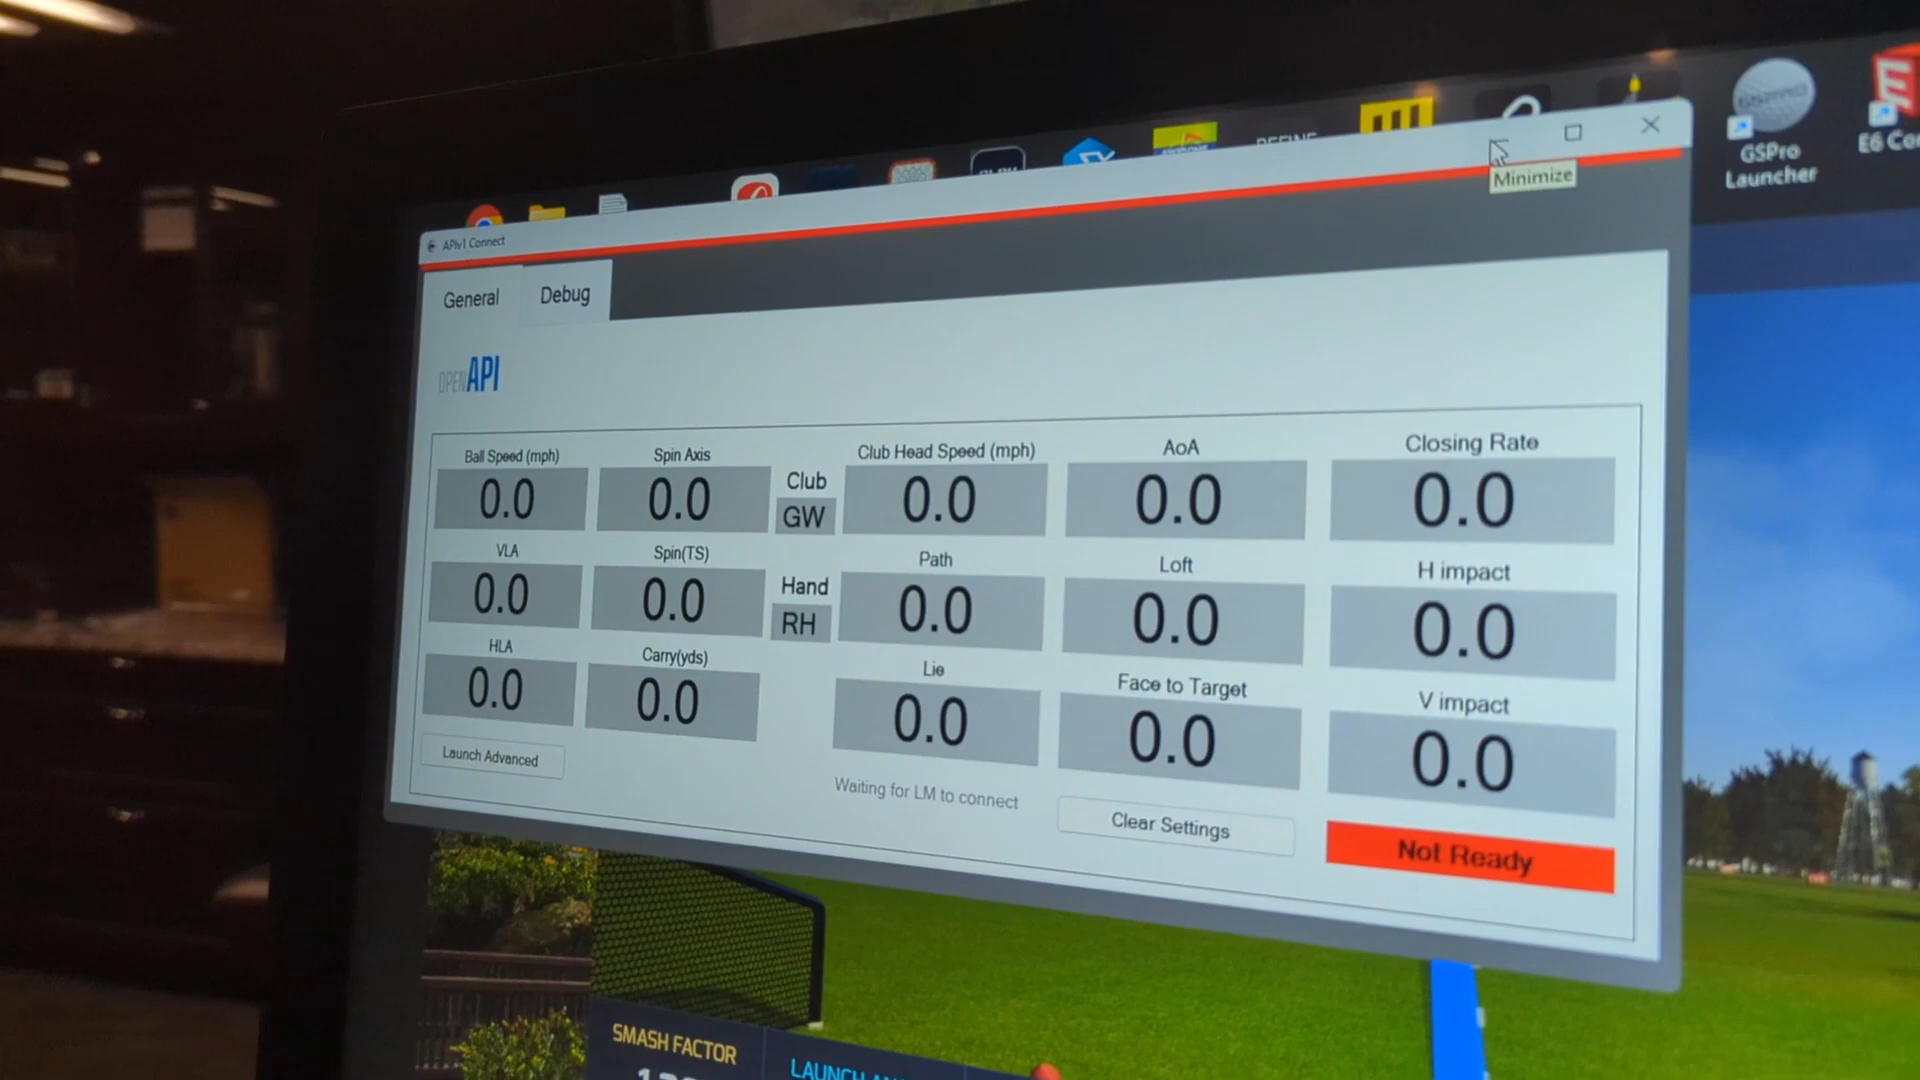 GSPro
Launcher
E6 Co
Minimize
APIv1 Connect
General
Debug
OPENAPI
Ball Speed (mph)
Spin Axis
Club Head Speed (mph)
AoA
Closing Rate
0.0
0.0
Club
GW
0.0
0.0
0.0
VLA
Spin(TS)
Path
Loft
H impact
0.0
0.0
Hand
RH
0.0
0.0
0.0
HLA
Carry(yds)
Lie
Face to Target
V impact
0.0
0.0
0.0
0.0
0.0
Launch Advanced
Waiting for LM to connect
Clear Settings
Not Ready
SMASH FACTOR
LAUNCH